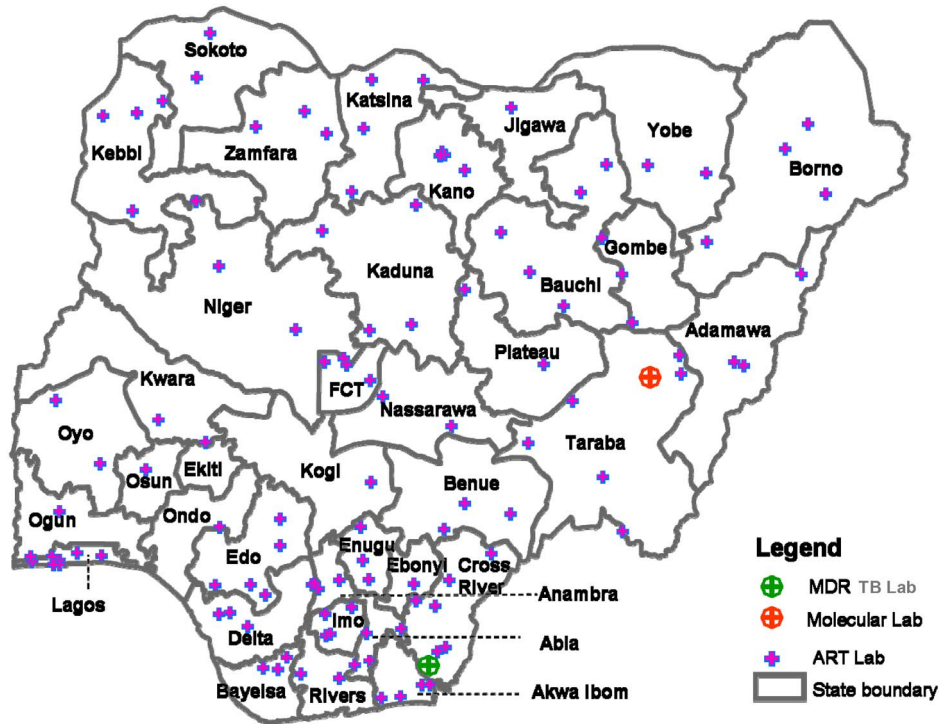 Sokoto
Katsina
Jigawa
Yobe
Borno
Kebbi
Zamfara
Kano
Gombe
Kaduna
Bauchi
Niger
Adamawa
Plateau
Kwara
FCT
Nassarawa
Oyo
Taraba
Osun
Ekiti
Kogi
Benue
Ogun
Ondo
Edo
Enugu
Ebonyi
Cross
River
Lagos
Anambra
Imo
Delta
Abia
Bayelsa
Rivers
Akwa Ibom
Legend
MDR TB Lab
Molecular Lab
ART Lab
State boundary